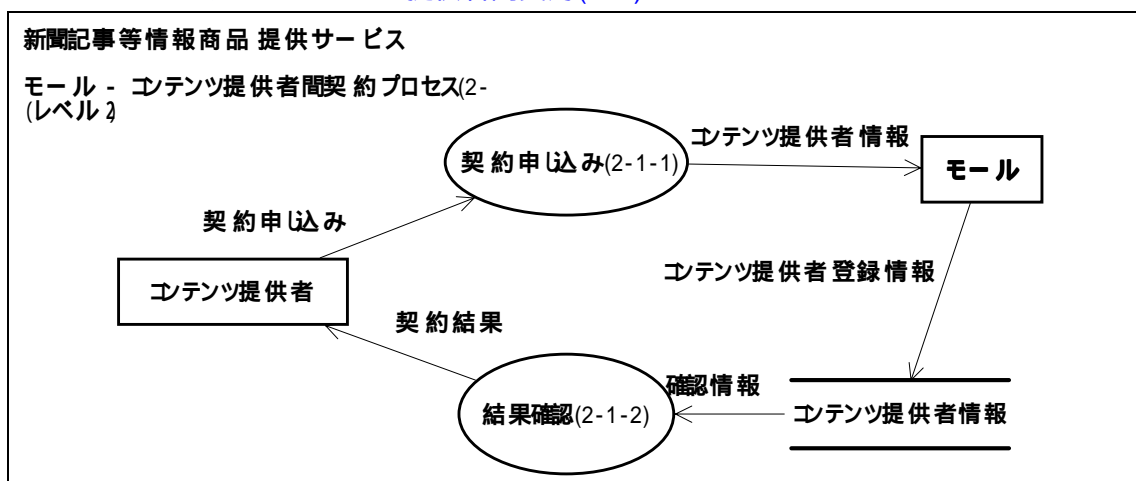 新聞記事等情報商品提供サービス
モール - コンテンツ提供者間契約プロセス(2-
(レベル2)
コンテンツ提供者情報
契約申し込み(2-1-1)
モール
契約申し込み
コンテンツ提供者登録情報
コンテンツ提供者
契約結果
確認情報
結果確認(2-1-2)
コンテンツ提供者情報